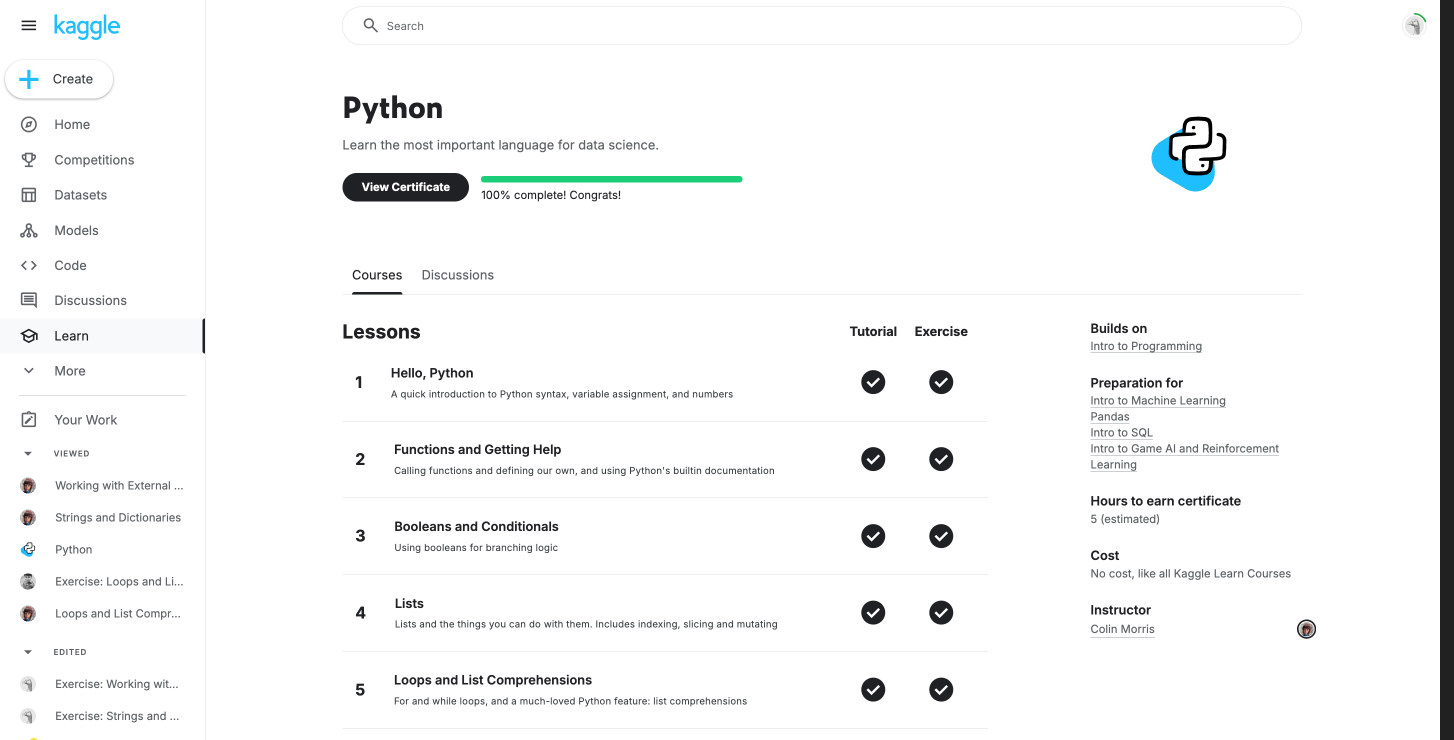 kaggle
Search
Create
Home
Competitions
Datasets
Models
Code
Discussions
Learn
More
Your Work
VIEWED
Working with External ...
Strings and Dictionaries
Python
Exercise: Loops and Li...
Loops and List Compr...
EDITED
Exercise: Working wit...
Exercise: Strings and ...
Python
Learn the most important language for data science.
View Certificate
100% complete! Congrats!
Courses Discussions
Lessons Tutorial Exercise
1 Hello, Python
A quick introduction to Python syntax, variable assignment, and numbers
2 Functions and Getting Help
Calling functions and defining our own, and using Python's builtin documentation
3 Booleans and Conditionals
Using booleans for branching logic
4 Lists
Lists and the things you can do with them. Includes indexing, slicing and mutating
5 Loops and List Comprehensions
For and while loops, and a much-loved Python feature: list comprehensions
Builds on
Intro to Programming
Preparation for
Intro to Machine Learning
Pandas
Intro to SQL
Intro to Game AI and Reinforcement
Learning
Hours to earn certificate
5 (estimated)
Cost
No cost, like all Kaggle Learn Courses
Instructor
Colin Morris